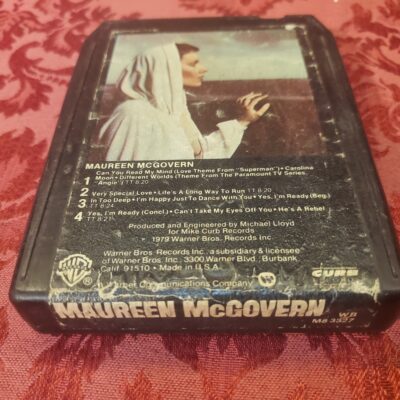 MAUREEN McGOVERN
1 Can You Read My Mind (Love Theme From "Superman") • Carolina
Moon • Different Words (Theme From The Paramount TV Series
"Angie") TT 8:20
2 Very Special Love • Life's A Long Way To Run TT 8:20
3 In Too Deep • I'm Happy Just To Dance With You • Yes, I'm Ready (Beg.)
TT 8:24
4 Yes, I'm Ready (Concl.) • Can't Take My Eyes Off You • He's A Rebel
TT 8:21
Produced and Engineered by Michael Lloyd
for Mike Curb Records
1979 Warner Bros. Records Inc.
Warner Bros. Records Inc., a subsidiary & licensee
of Warner Bros. Inc., 3300 Warner Blvd., Burbank,
Calif. 91510 • Made in U.S.A.
CURB
Warner Communications Company
MAUREEN McGOVERN
WB
M8 3327